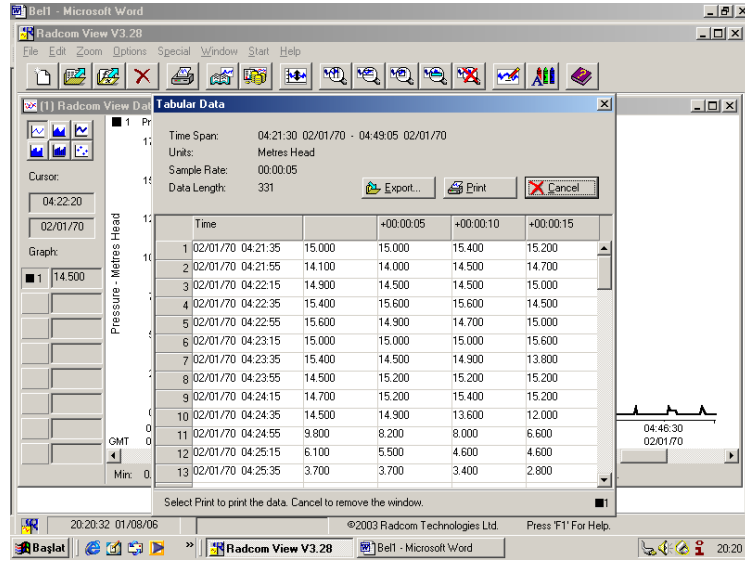 Bel1 - Microsoft Word
Radcom View V3.28
File Edit Zoom Options Special Window Start Help
(1) Radcom View Dat
Tabular Data
Time Span: 04:21:30 02/01/70 - 04:49:05 02/01/70
Units: Metres Head
Sample Rate: 00:00:05
Data Length: 331
Export... Print Cancel
Cursor:
04:22:20
02/01/70
Graph:
1 14.500
1 Pr
Pressure - Metres Head
GMT
Min: 0.
Time +00:00:05 +00:00:10 +00:00:15
1 02/01/70 04:21:35 15.000 15.000 15.400 15.200
2 02/01/70 04:21:55 14.100 14.000 14.500 14.700
3 02/01/70 04:22:15 14.900 14.500 14.500 15.000
4 02/01/70 04:22:35 15.400 15.600 15.600 14.500
5 02/01/70 04:22:55 15.600 14.900 14.700 15.000
6 02/01/70 04:23:15 15.000 15.000 15.000 15.600
7 02/01/70 04:23:35 15.400 14.500 14.900 13.800
8 02/01/70 04:23:55 14.500 15.200 15.200 15.200
9 02/01/70 04:24:15 14.700 15.200 15.400 15.200
10 02/01/70 04:24:35 14.500 14.900 13.600 12.000
11 02/01/70 04:24:55 9.800 8.200 8.000 6.600
12 02/01/70 04:25:15 6.100 5.500 4.600 4.600
13 02/01/70 04:25:35 3.700 3.700 3.400 2.800
04:46:30
02/01/70
Select Print to print the data. Cancel to remove the window. 1
20:20:32 01/08/06 ©2003 Radcom Technologies Ltd. Press 'F1' For Help.
Başlat » Radcom View V3.28 Bel1 - Microsoft Word 20:20